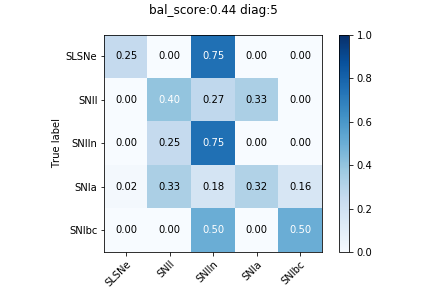 bal_score:0.44 diag:5
True label
SLSNe 0.25 0.00 0.75 0.00 0.00
SNII 0.00 0.40 0.27 0.33 0.00
SNIIn 0.00 0.25 0.75 0.00 0.00
SNIa 0.02 0.33 0.18 0.32 0.16
SNIbc 0.00 0.00 0.50 0.50 0.50
SLSNe SNII SNIIn SNIa SNIbc
1.0
0.8
0.6
0.4
0.2
0.0